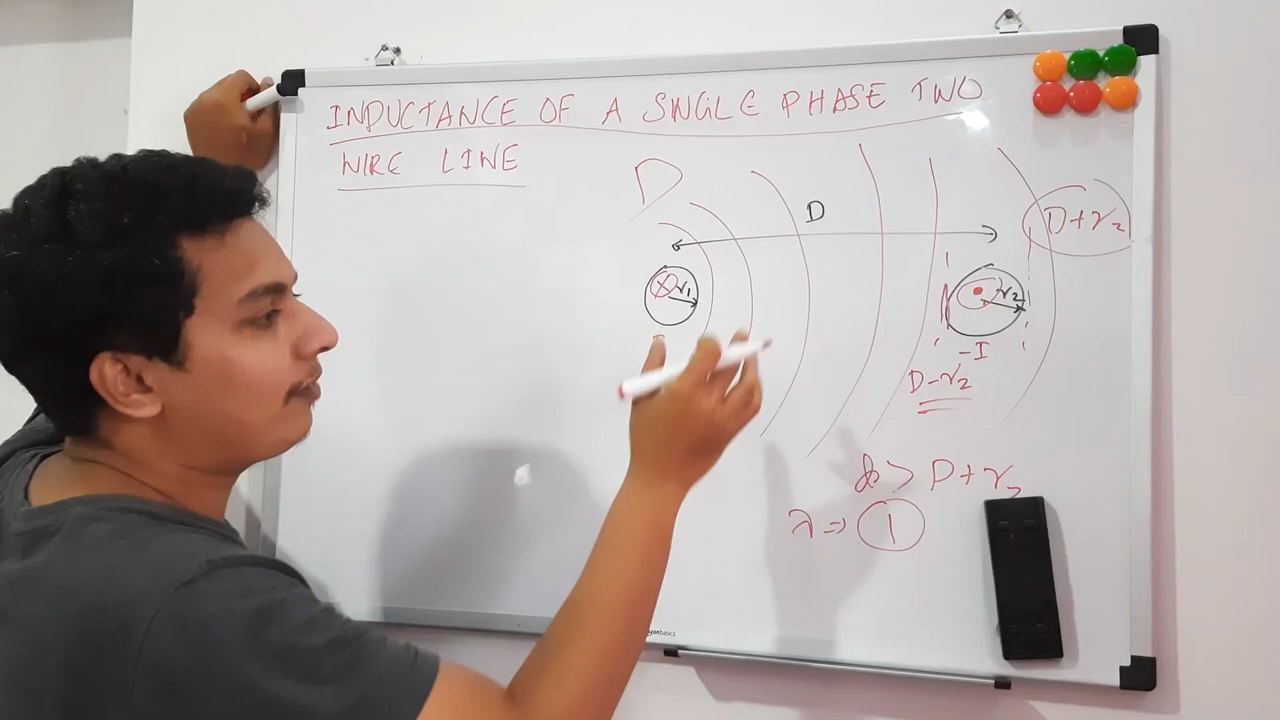 INDUCTANCE OF A SINGLE PHASE TWO
WIRE LINE
D
D
D+r₂
r₁
r₂
-I
D-r₂
D+r₂
λ ⇒ 1